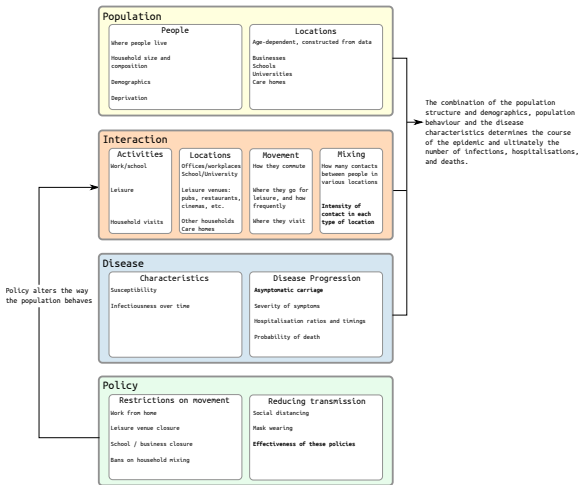 Population
People
Where people live
Household size and
composition
Demographics
Deprivation
Locations
Age-dependent, constructed from data
Businesses
Schools
Universities
Care homes
The combination of the population
structure and demographics, population
behaviour and the disease
characteristics determines the course
of the epidemic and ultimately the
number of infections, hospitalisations,
and deaths.
Interaction
Activities
Work/school
Leisure
Household visits
Locations
Offices/workplaces
School/University
Leisure venues:
pubs, restaurants,
cinemas, etc.
Other households
Care homes
Movement
How they commute
Where they go for
leisure, and how
frequently
Where they visit
Mixing
How many contacts
between people in
various locations
Intensity of
contact in each
type of location
Disease
Characteristics
Susceptibility
Infectiousness over time
Disease Progression
Asymptomatic carriage
Severity of symptoms
Hospitalisation ratios and timings
Probability of death
Policy alters the way
the population behaves
Policy
Restrictions on movement
Work from home
Leisure venue closure
School / business closure
Bans on household mixing
Reducing transmission
Social distancing
Mask wearing
Effectiveness of these policies